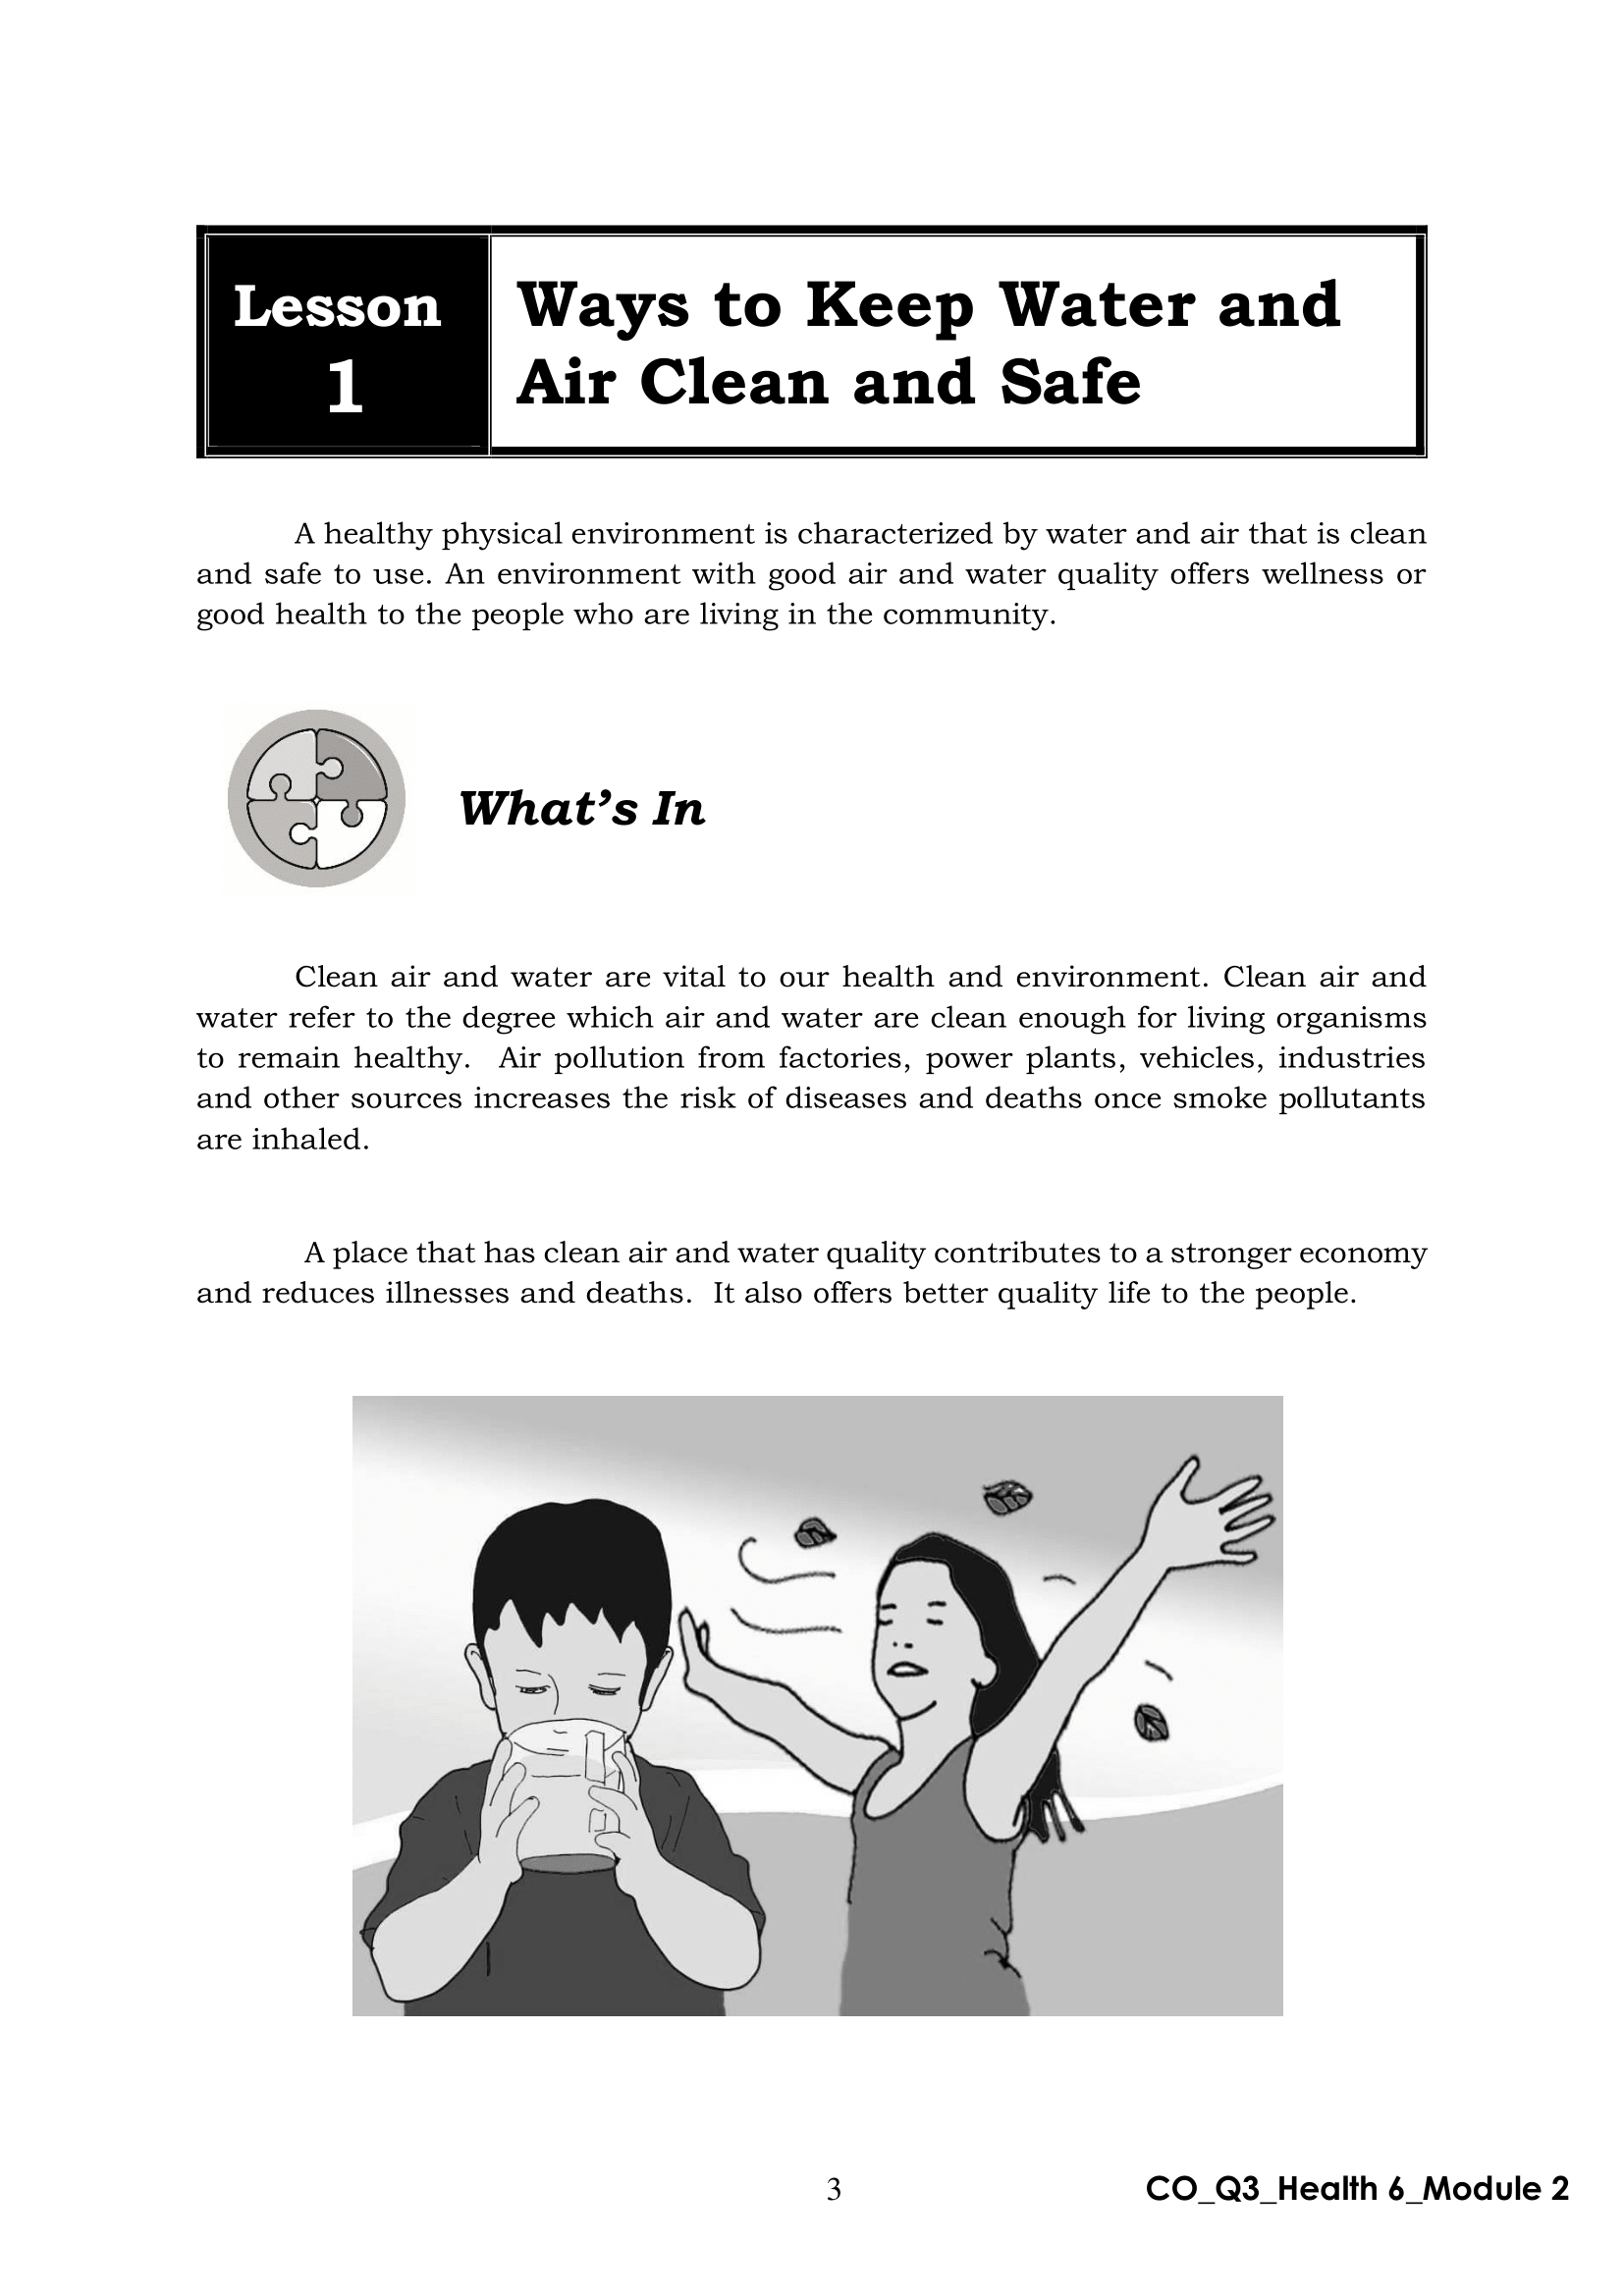 Lesson
1
Ways to Keep Water and
Air Clean and Safe
A healthy physical environment is characterized by water and air that is clean
and safe to use. An environment with good air and water quality offers wellness or
good health to the people who are living in the community.
What’s In
Clean air and water are vital to our health and environment. Clean air and
water refer to the degree which air and water are clean enough for living organisms
to remain healthy.  Air pollution from factories, power plants, vehicles, industries
and other sources increases the risk of diseases and deaths once smoke pollutants
are inhaled.
A place that has clean air and water quality contributes to a stronger economy
and reduces illnesses and deaths.  It also offers better quality life to the people.
3
CO_Q3_Health 6_Module 2